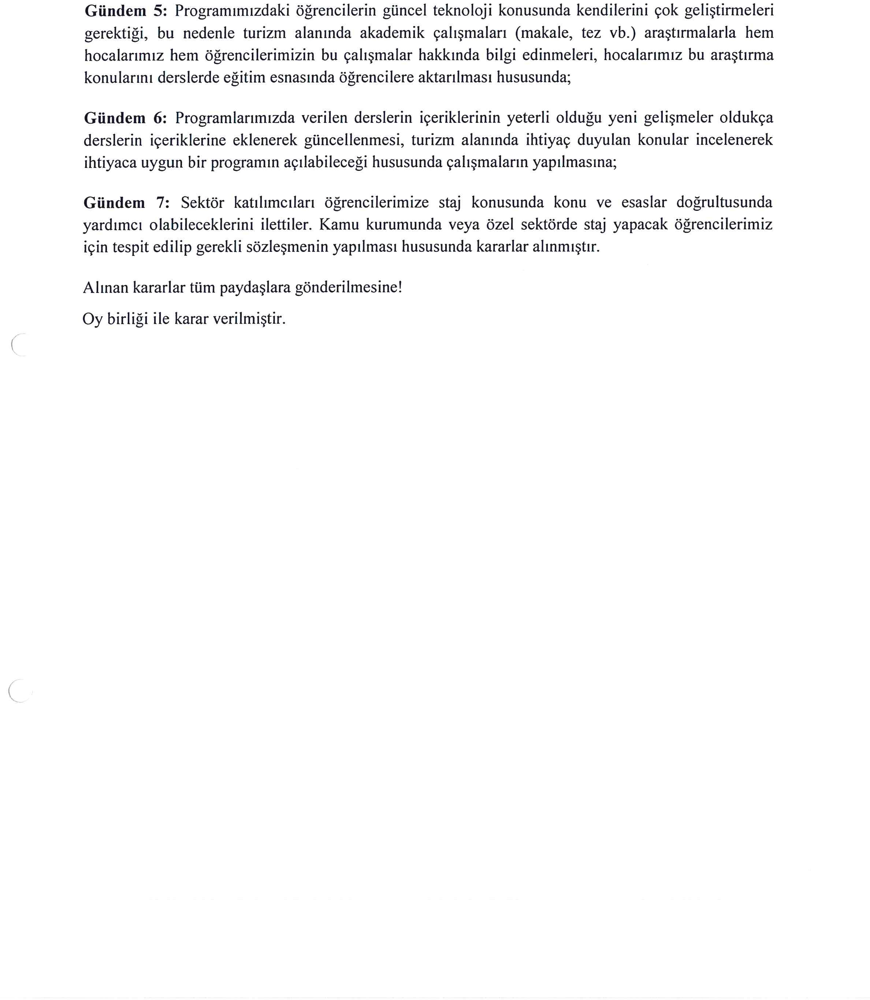 Gündem 5: Programımızdaki öğrencilerin güncel teknoloji konusunda kendilerini çok geliştirmeleri
gerektiği, bu nedenle turizm alanında akademik çalışmaları (makale, tez vb.) araştırmalarla hem
hocalarımız hem öğrencilerimizin bu çalışmalar hakkında bilgi edinmeleri, hocalarımız bu araştırma
konularını derslerde eğitim esnasında öğrencilere aktarılması hususunda;
Gündem 6: Programlarımızda verilen derslerin içeriklerinin yeterli olduğu yeni gelişmeler oldukça
derslerin içeriklerine eklenerek güncellenmesi, turizm alanında ihtiyaç duyulan konular incelenerek
ihtiyaca uygun bir programın açılabileceği hususunda çalışmaların yapılmasına;
Gündem 7: Sektör katılımcıları öğrencilerimize staj konusunda konu ve esaslar doğrultusunda
yardımcı olabileceklerini ilettiler. Kamu kurumunda veya özel sektörde staj yapacak öğrencilerimiz
için tespit edilip gerekli sözleşmenin yapılması hususunda kararlar alınmıştır.
Alınan kararlar tüm paydaşlara gönderilmesine!
Oy birliği ile karar verilmiştir.